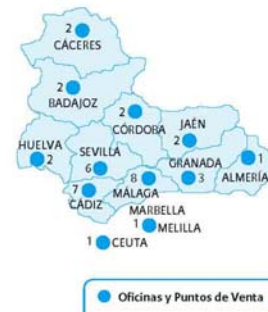 2
CÁCERES
2
BADAJOZ
2
CÓRDOBA
JAÉN
2
HUELVA
2
SEVILLA
6
GRANADA
3
1
ALMERÍA
7
CÁDIZ
8
MÁLAGA
MARBELLA
1 MELILLA
1 CEUTA
Oficinas y Puntos de Venta